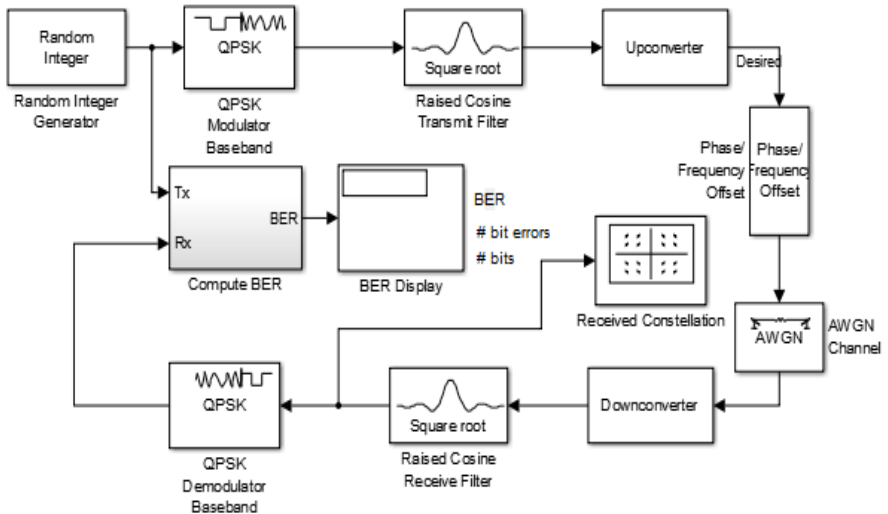 Random
Integer
Random Integer
Generator
QPSK
QPSK
Modulator
Baseband
Square root
Raised Cosine
Transmit Filter
Upconverter
Desired
Phase/
Frequency
Offset
Phase/
Frequency
Offset
Tx
Rx
BER
Compute BER
BER Display
BER
# bit errors
# bits
Received Constellation
AWGN
AWGN
Channel
QPSK
QPSK
Demodulator
Baseband
Square root
Raised Cosine
Receive Filter
Downconverter